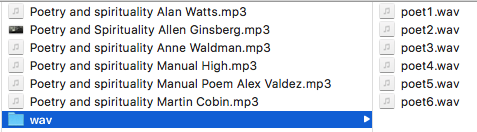 Poetry and spirituality Alan Watts.mp3
Poetry and Spirituality Allen Ginsberg.mp3
Poetry and spirituality Anne Waldman.mp3
Poetry and spirituality Manual High.mp3
Poetry and spirituality Manual Poem Alex Valdez.mp3
Poetry and spirituality Martin Cobin.mp3
wav
poet1.wav
poet2.wav
poet3.wav
poet4.wav
poet5.wav
poet6.wav